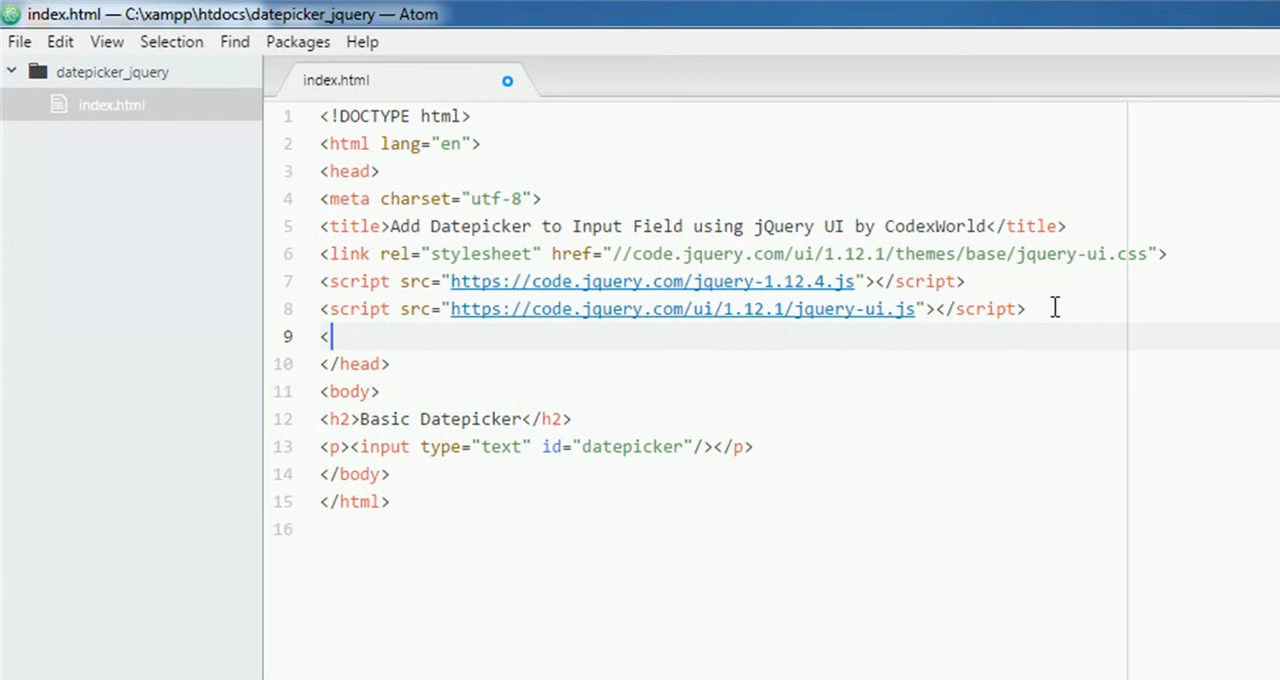 index.html — C:\xampp\htdocs\datepicker_jquery — Atom
File Edit View Selection Find Packages Help
datepicker_jquery
index.html
index.html
1 <!DOCTYPE html>
2 <html lang="en">
3 <head>
4 <meta charset="utf-8">
5 <title>Add Datepicker to Input Field using jQuery UI by CodexWorld</title>
6 <link rel="stylesheet" href="//code.jquery.com/ui/1.12.1/themes/base/jquery-ui.css">
7 <script src="https://code.jquery.com/jquery-1.12.4.js"></script>
8 <script src="https://code.jquery.com/ui/1.12.1/jquery-ui.js"></script>
9 <
10 </head>
11 <body>
12 <h2>Basic Datepicker</h2>
13 <p><input type="text" id="datepicker"/></p>
14 </body>
15 </html>
16